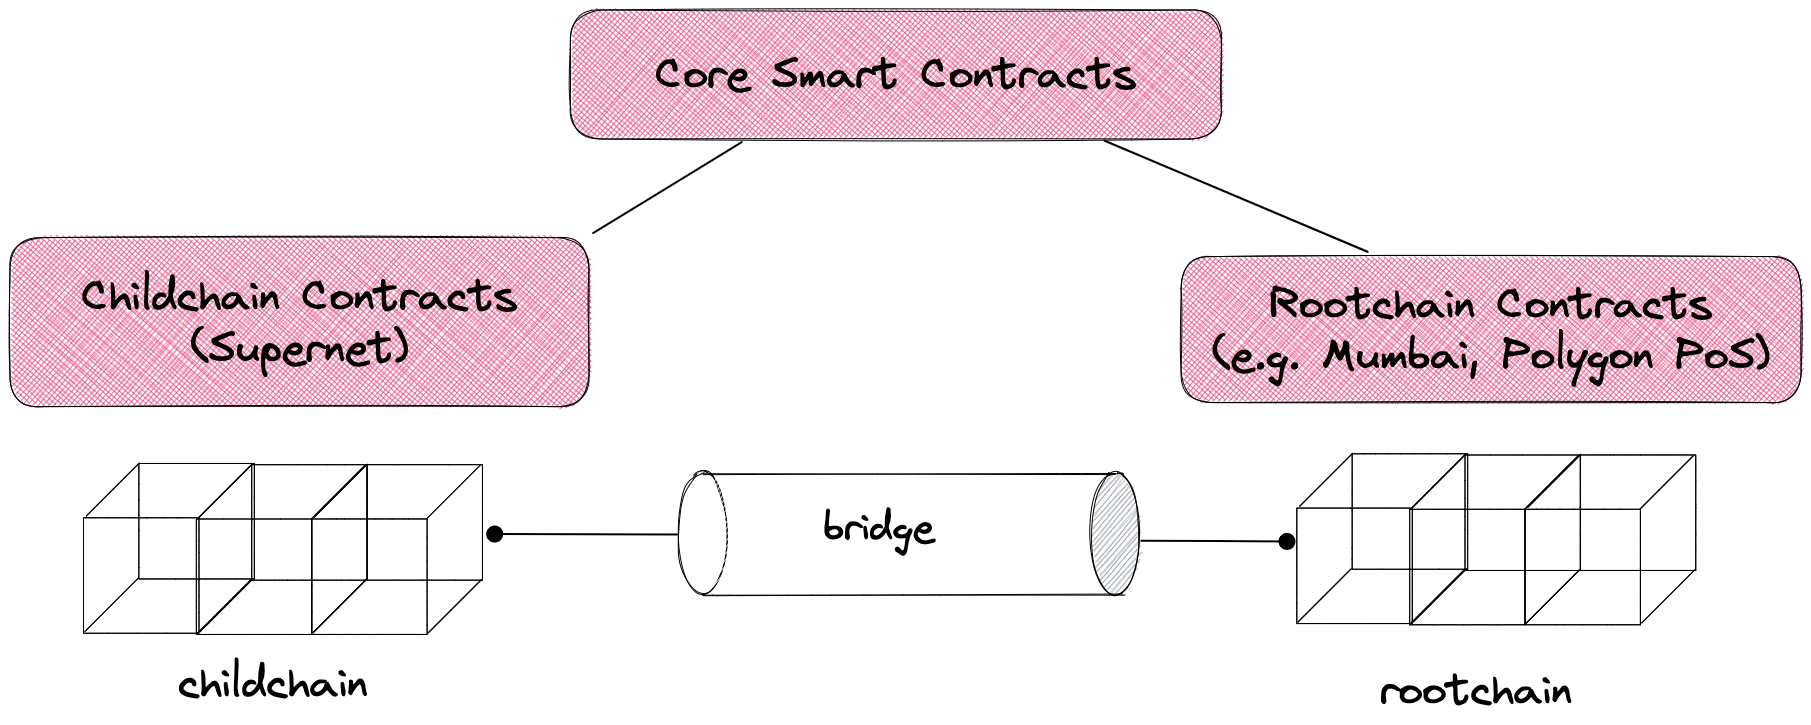 Core Smart Contracts
Childchain Contracts
(Supernet)
Rootchain Contracts
(e.g. Mumbai, Polygon PoS)
bridge
childchain
rootchain